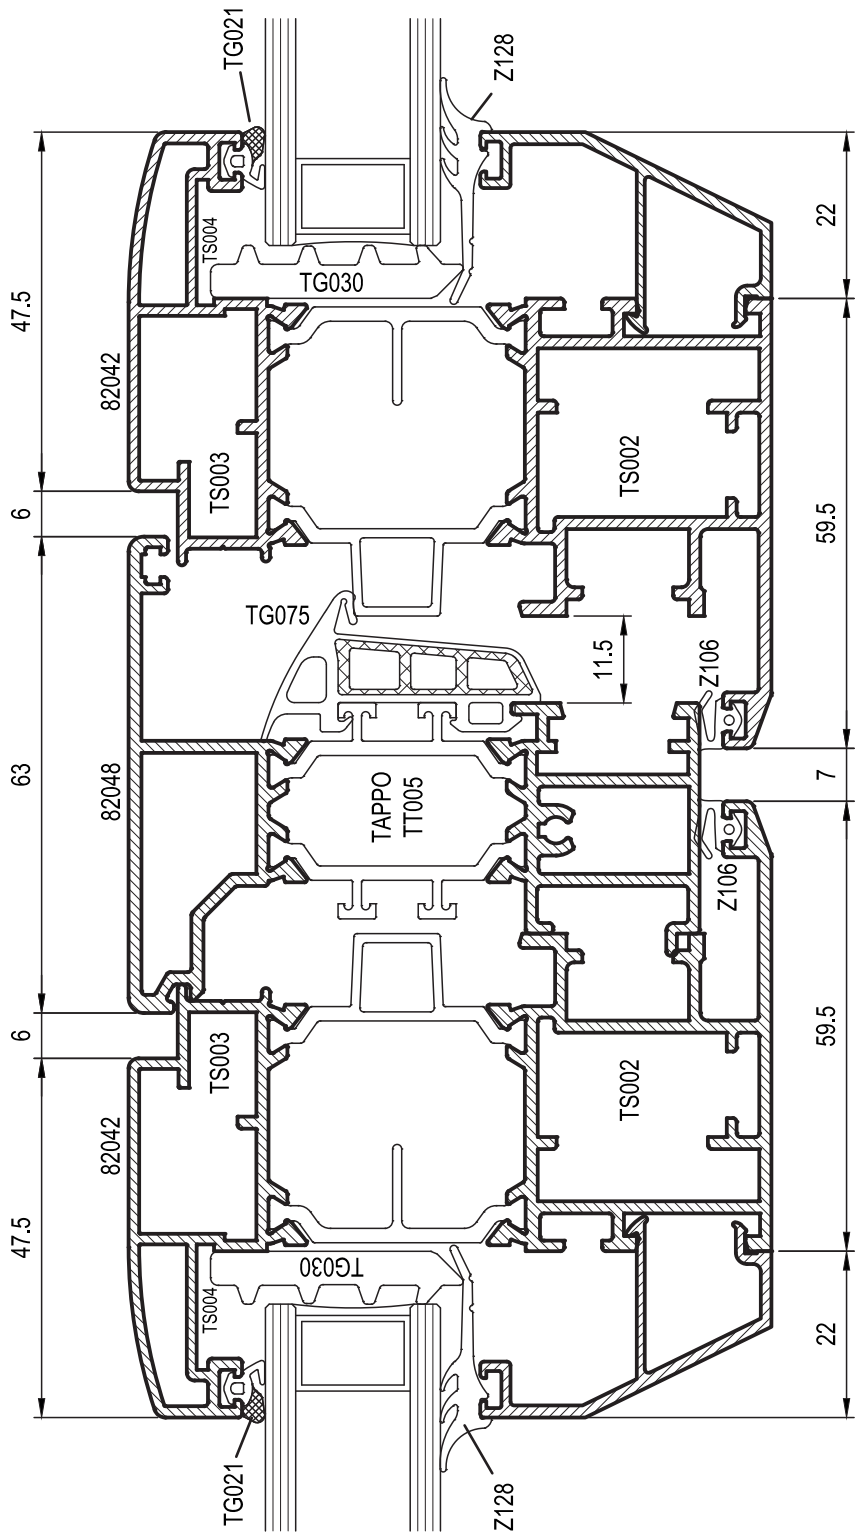 TG021
Z128
TS004
TG030
22
47.5
82042
TS003
TS002
6
59.5
TG075
11.5
Z106
63
82048
TAPPO
TT005
7
Z106
6
TS003
TS002
59.5
82042
47.5
TG030
TS004
22
TG021
Z128